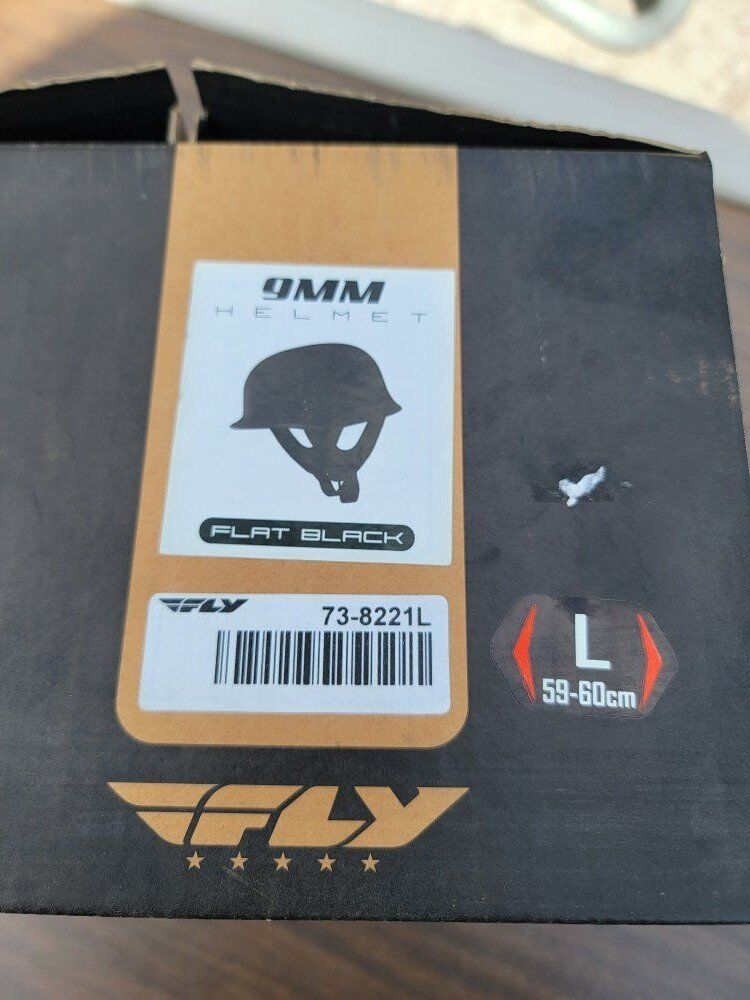 9MM
HELMET
FLAT BLACK
FLY
73-8221L
L
59-60cm
FLY